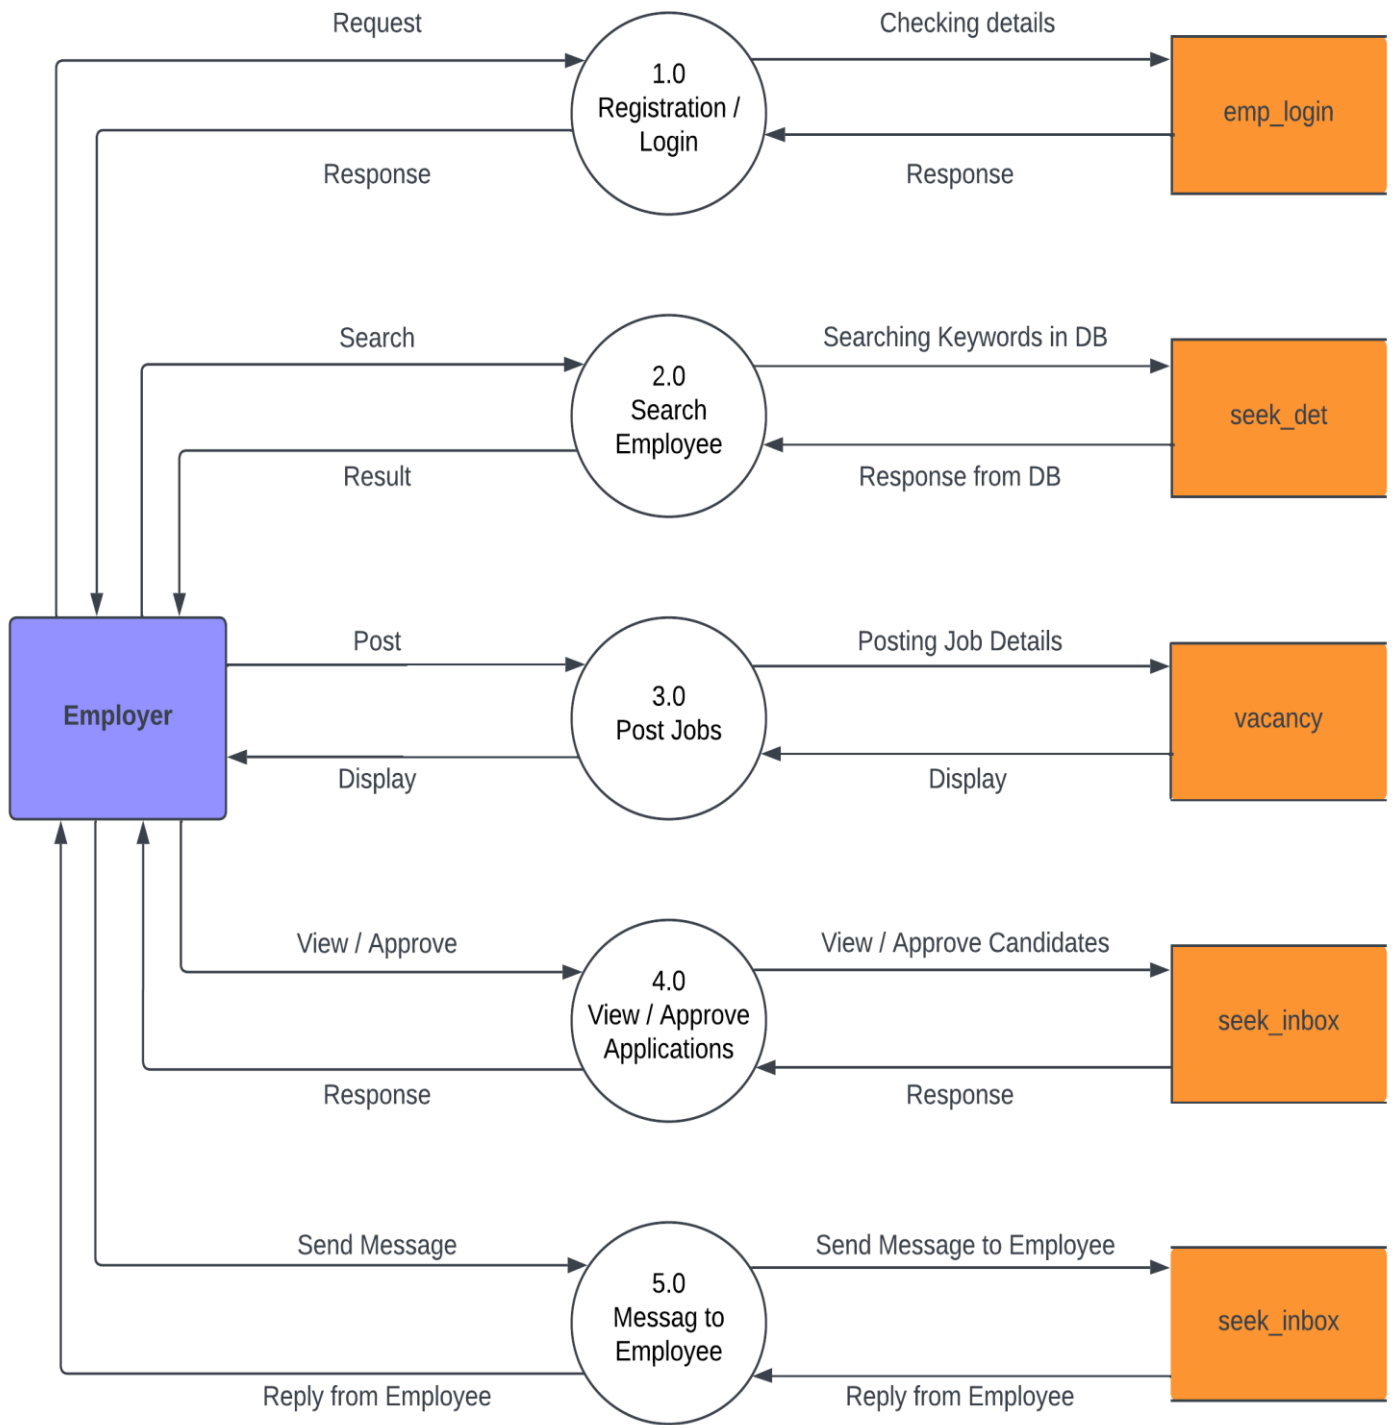 Request
Checking details
1.0
Registration /
Login
emp_login
Response
Response
Search
Searching Keywords in DB
2.0
Search
Employee
seek_det
Result
Response from DB
Post
Posting Job Details
Employer
3.0
Post Jobs
vacancy
Display
Display
View / Approve
View / Approve Candidates
4.0
View / Approve
Applications
seek_inbox
Response
Response
Send Message
Send Message to Employee
5.0
Messag to
Employee
seek_inbox
Reply from Employee
Reply from Employee